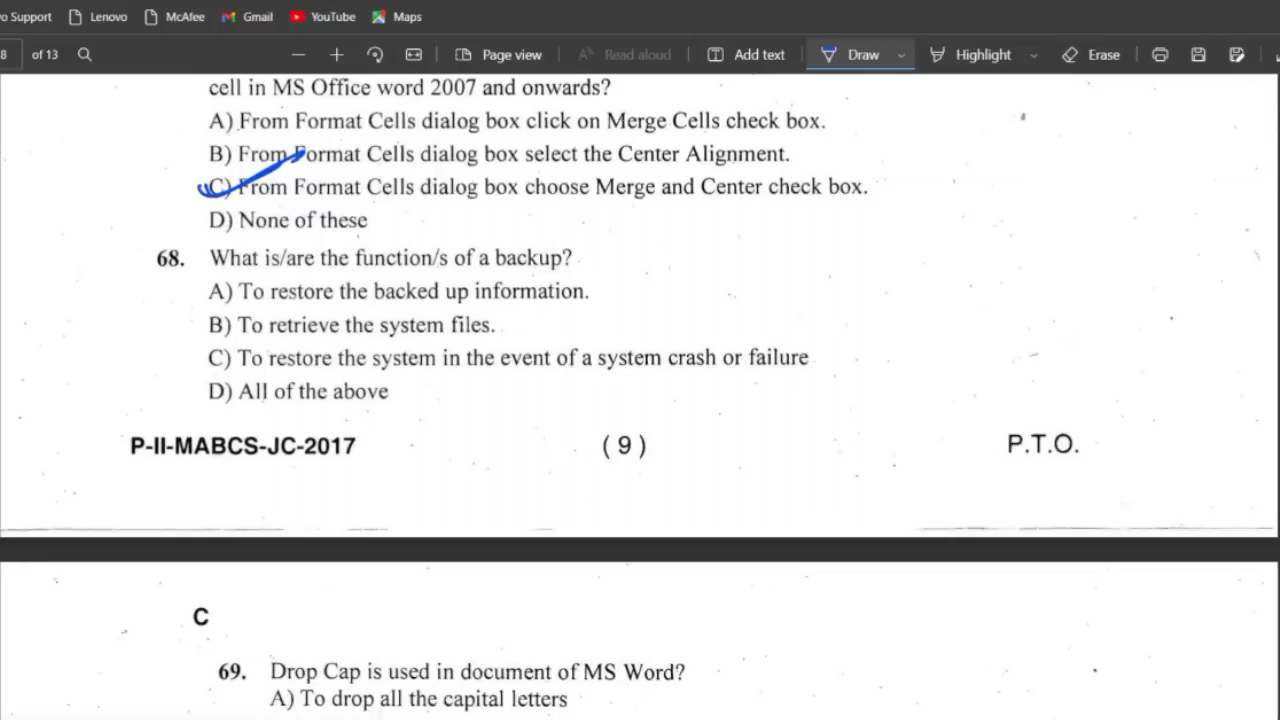 o Support Lenovo McAfee Gmail YouTube Maps
8 of 13 Page view Read aloud Add text Draw Highlight Erase
cell in MS Office word 2007 and onwards?
A) From Format Cells dialog box click on Merge Cells check box.
B) From Format Cells dialog box select the Center Alignment.
C) From Format Cells dialog box choose Merge and Center check box.
D) None of these
68. What is/are the function/s of a backup?
A) To restore the backed up information.
B) To retrieve the system files.
C) To restore the system in the event of a system crash or failure
D) All of the above
P-II-MABCS-JC-2017 ( 9 ) P.T.O.
C
69. Drop Cap is used in document of MS Word?
A) To drop all the capital letters